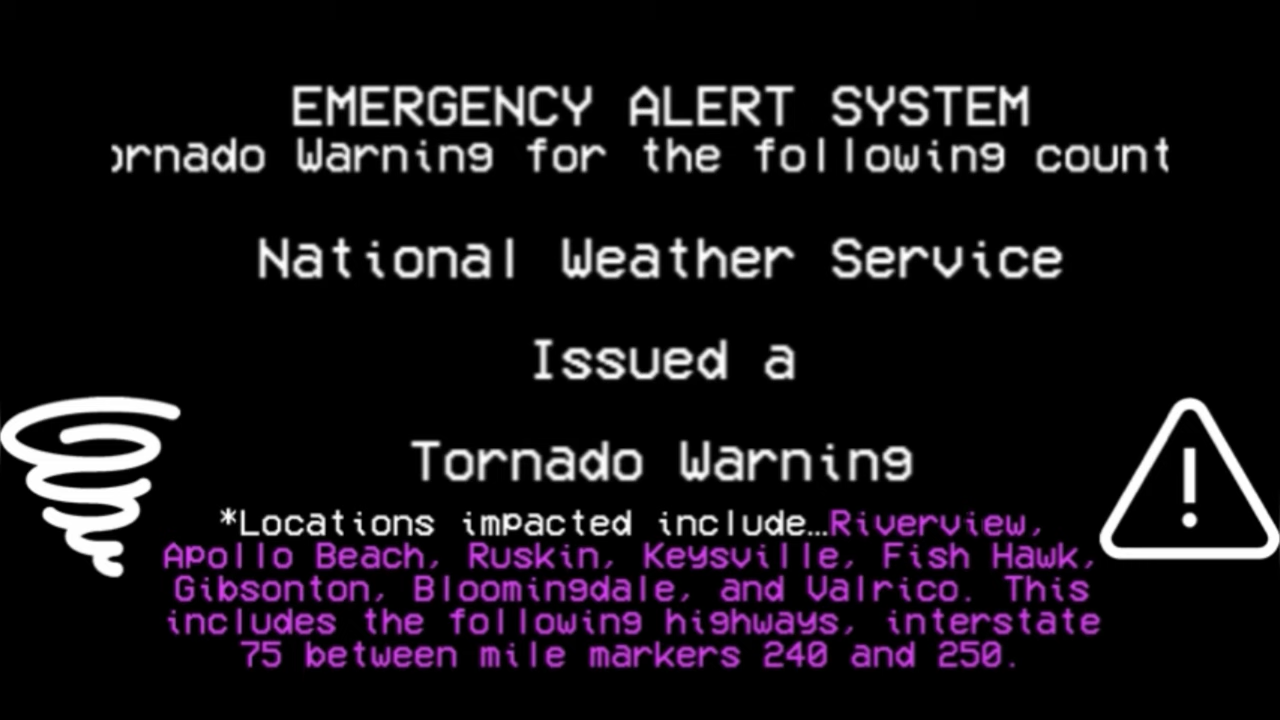 EMERGENCY ALERT SYSTEM
ornado Warning for the following count
National Weather Service
Issued a
Tornado Warning
*Locations impacted include…Riverview,
Apollo Beach, Ruskin, Keysville, Fish Hawk,
Gibsonton, Bloomingdale, and Valrico. This
includes the following highways, interstate
75 between mile markers 240 and 250.